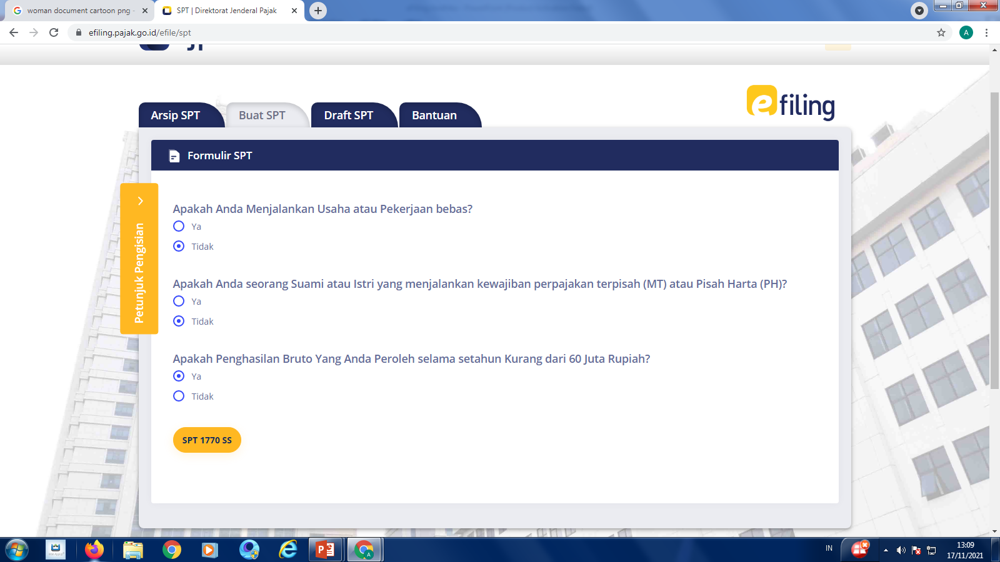 woman document cartoon png -
SPT | Direktorat Jenderal Pajak
efiling.pajak.go.id/efile/spt
A
efiling
Arsip SPT
Buat SPT
Draft SPT
Bantuan
Formulir SPT
Petunjuk Pengisian
Apakah Anda Menjalankan Usaha atau Pekerjaan bebas?
Ya
Tidak
Apakah Anda seorang Suami atau Istri yang menjalankan kewajiban perpajakan terpisah (MT) atau Pisah Harta (PH)?
Ya
Tidak
Apakah Penghasilan Bruto Yang Anda Peroleh selama setahun Kurang dari 60 Juta Rupiah?
Ya
Tidak
SPT 1770 SS
IN
13:09
17/11/2021